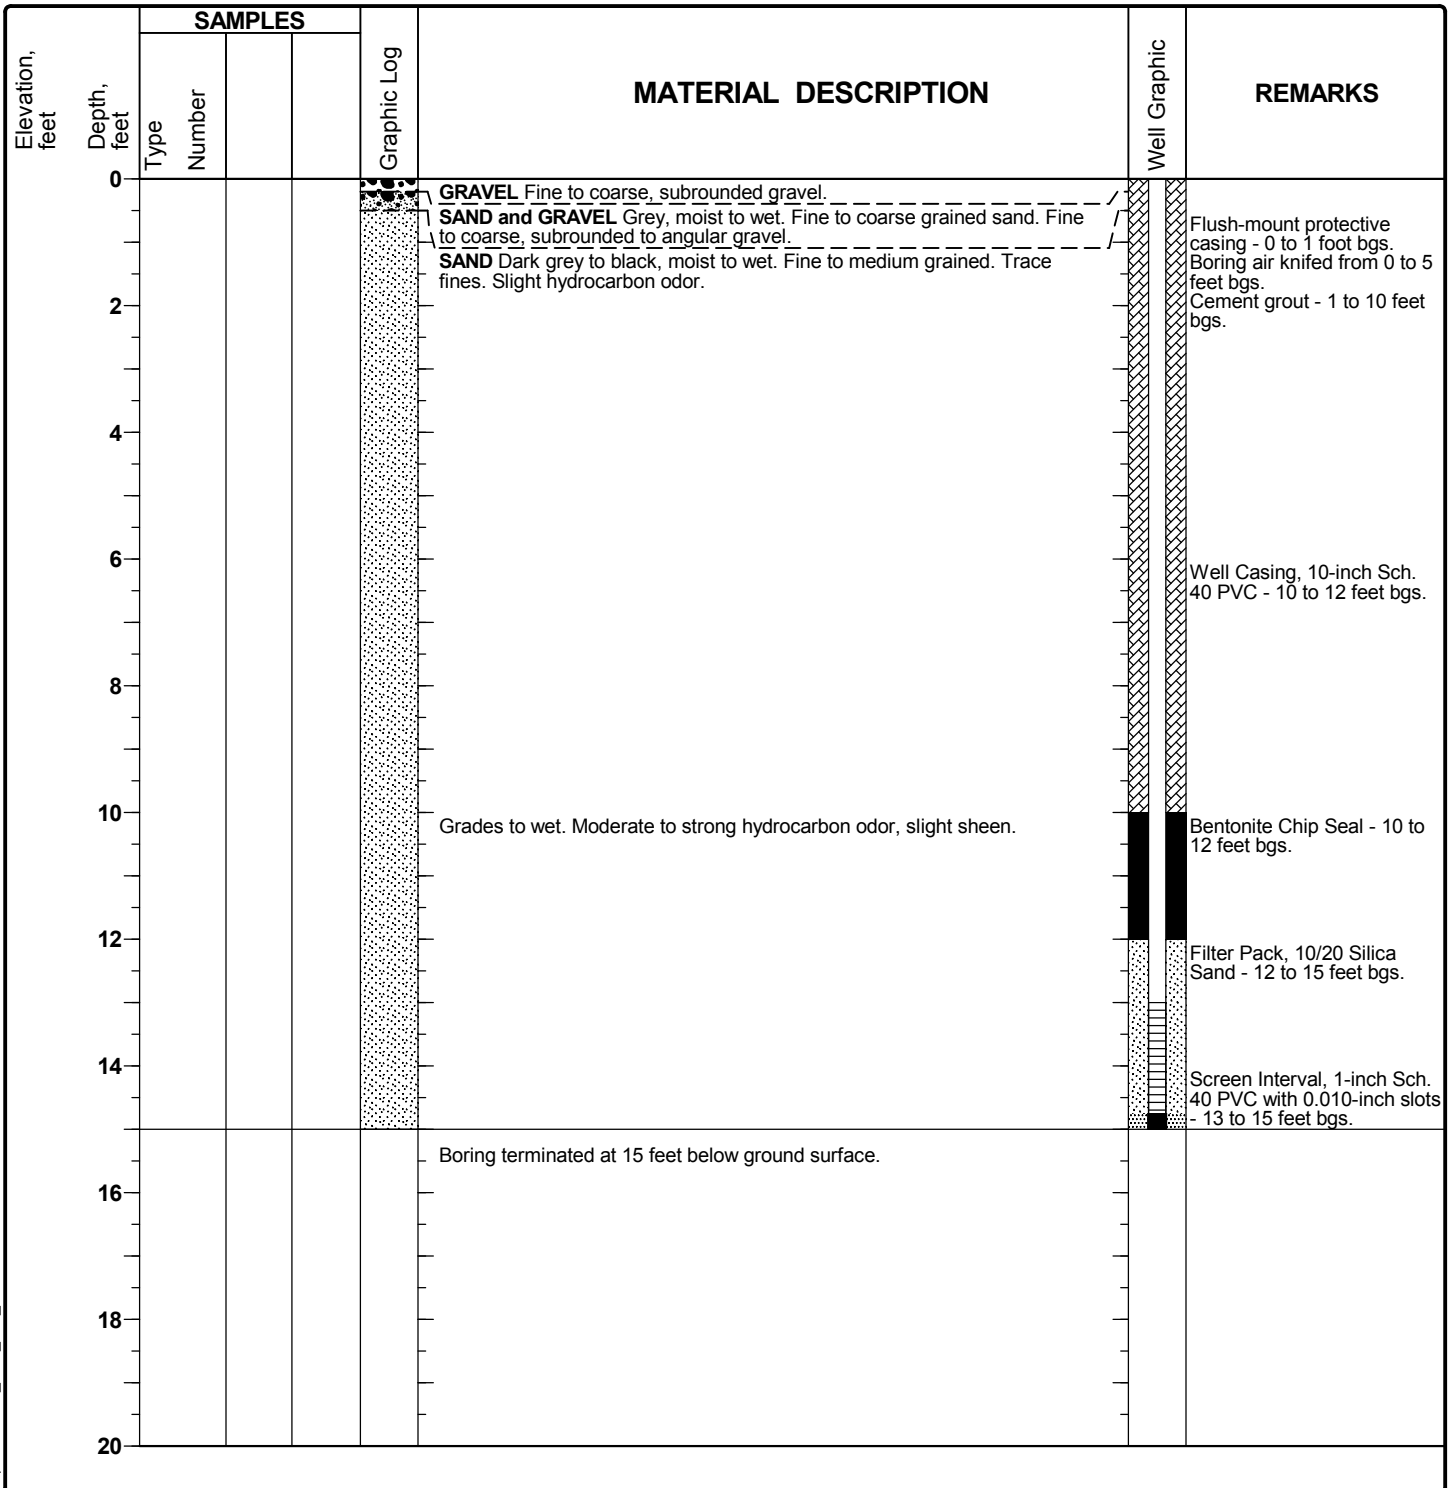 SAMPLES
Elevation,
feet
Depth,
feet
Type
Number
Graphic Log
MATERIAL DESCRIPTION
Well Graphic
REMARKS
0
GRAVEL Fine to coarse, subrounded gravel.
SAND and GRAVEL Grey, moist to wet. Fine to coarse grained sand. Fine
to coarse, subrounded to angular gravel.
SAND Dark grey to black, moist to wet. Fine to medium grained. Trace
fines. Slight hydrocarbon odor.
Flush-mount protective
casing - 0 to 1 foot bgs.
Boring air knifed from 0 to 5
feet bgs.
Cement grout - 1 to 10 feet
bgs.
2
4
6
Well Casing, 10-inch Sch.
40 PVC - 10 to 12 feet bgs.
8
10
Grades to wet. Moderate to strong hydrocarbon odor, slight sheen.
Bentonite Chip Seal - 10 to
12 feet bgs.
12
Filter Pack, 10/20 Silica
Sand - 12 to 15 feet bgs.
14
Screen Interval, 1-inch Sch.
40 PVC with 0.010-inch slots
- 13 to 15 feet bgs.
Boring terminated at 15 feet below ground surface.
16
18
20